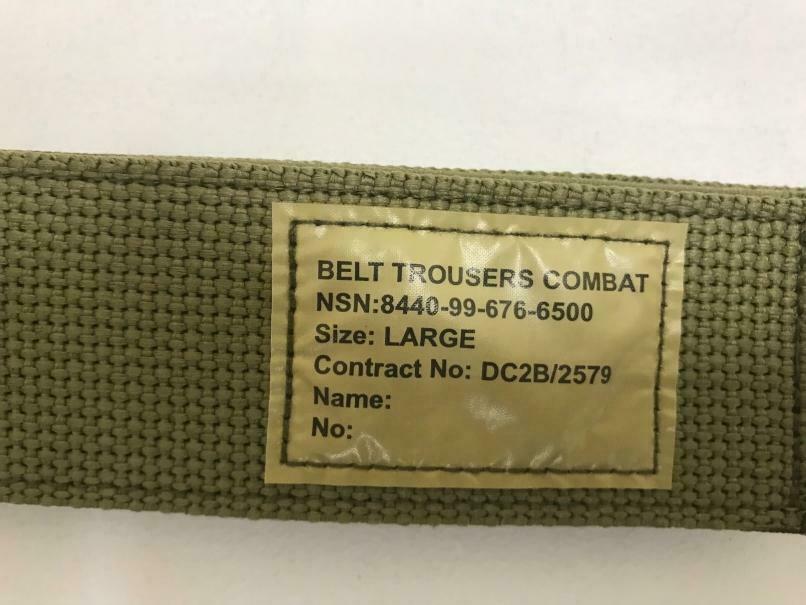 BELT TROUSERS COMBAT
NSN:8440-99-676-6500
Size: LARGE
Contract No: DC2B/2579
Name:
No: